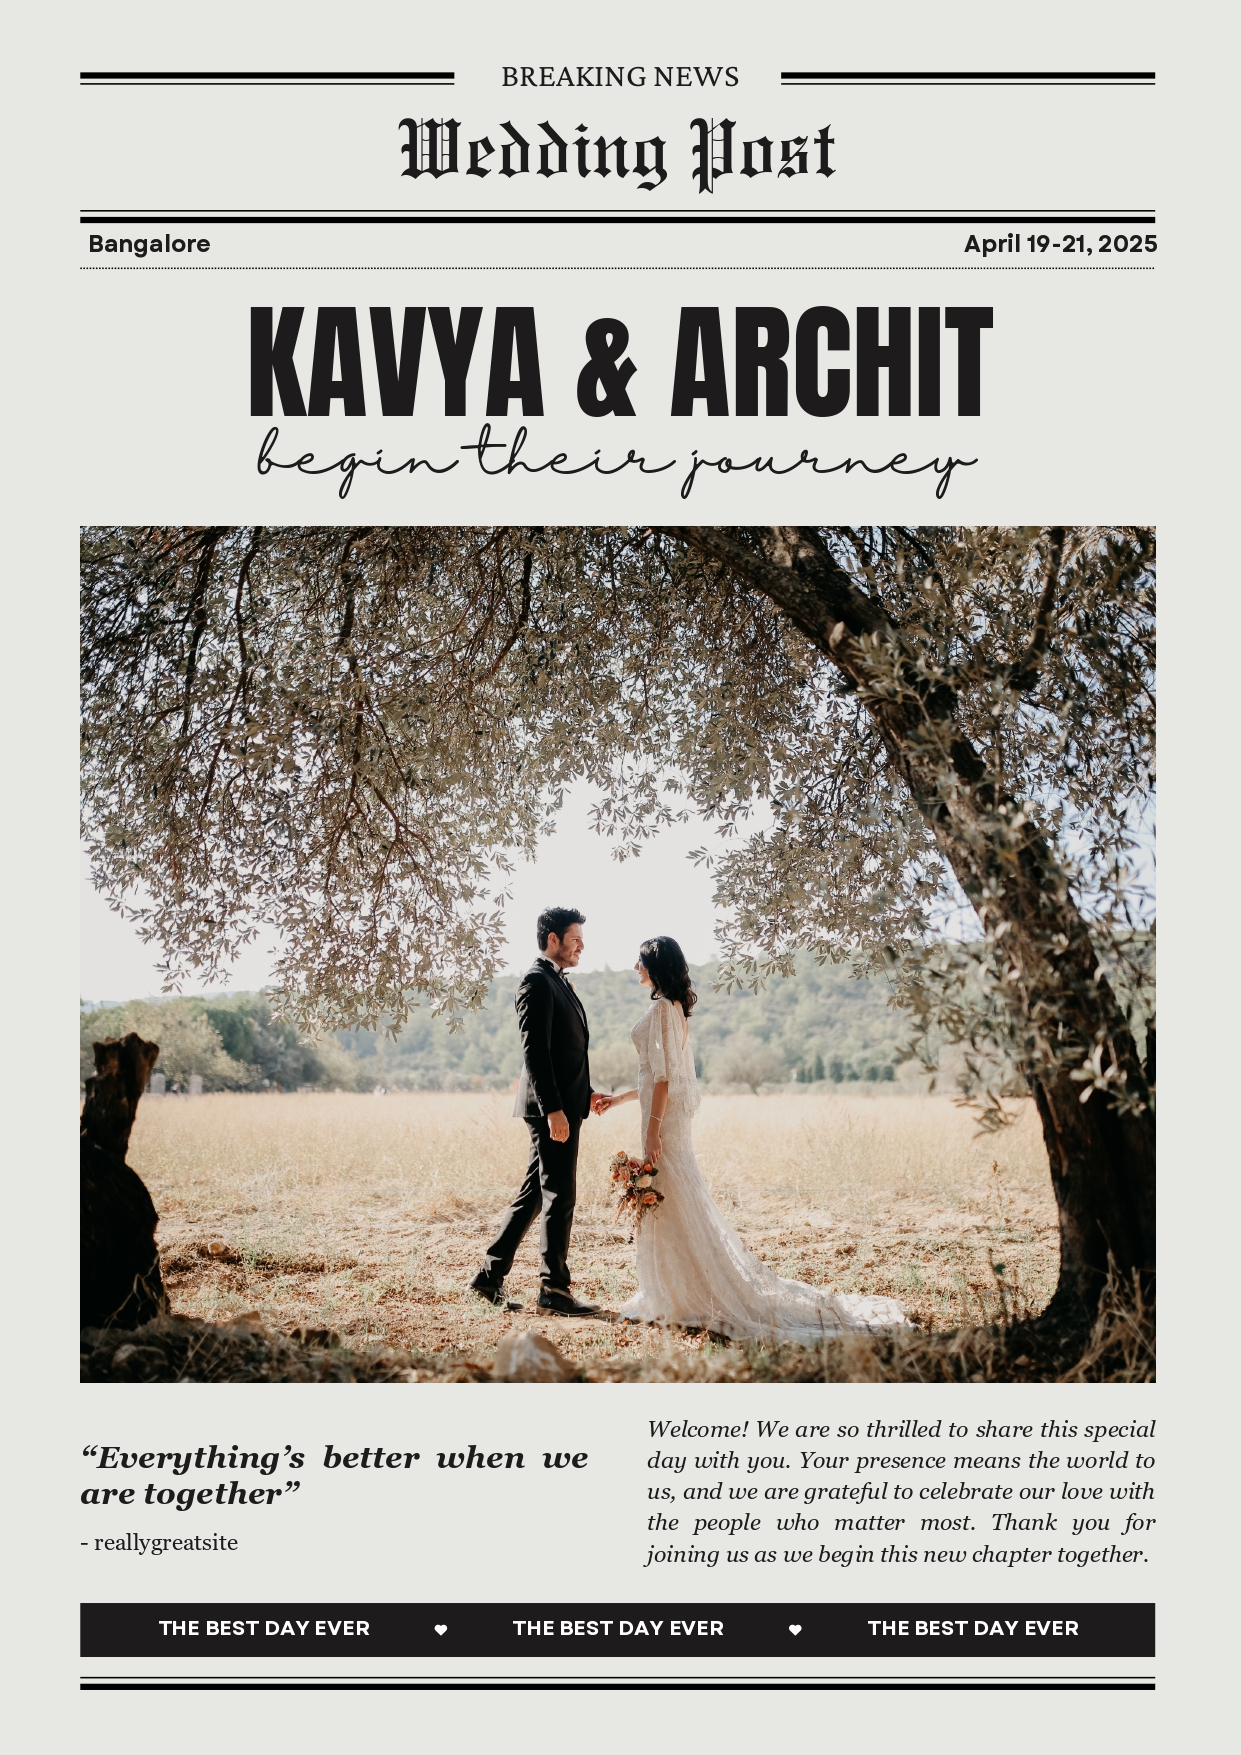 BREAKING NEWS
Wedding Post
Bangalore
April 19-21, 2025
KAVYA & ARCHIT
begin their journey
“Everything’s better when we
are together”
- reallygreatsite
Welcome! We are so thrilled to share this special
day with you. Your presence means the world to
us, and we are grateful to celebrate our love with
the people who matter most. Thank you for
joining us as we begin this new chapter together.
THE BEST DAY EVER ♥ THE BEST DAY EVER ♥ THE BEST DAY EVER